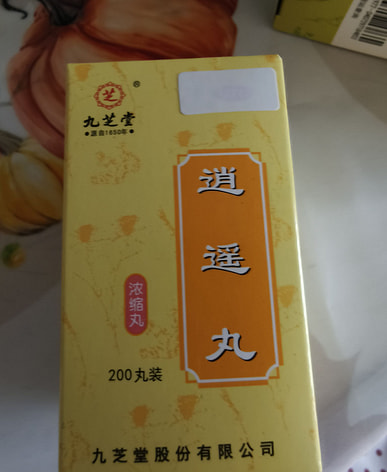 芝
®
九芝堂
●源自1650年●
逍遥丸
浓缩丸
200丸装
九芝堂股份有限公司